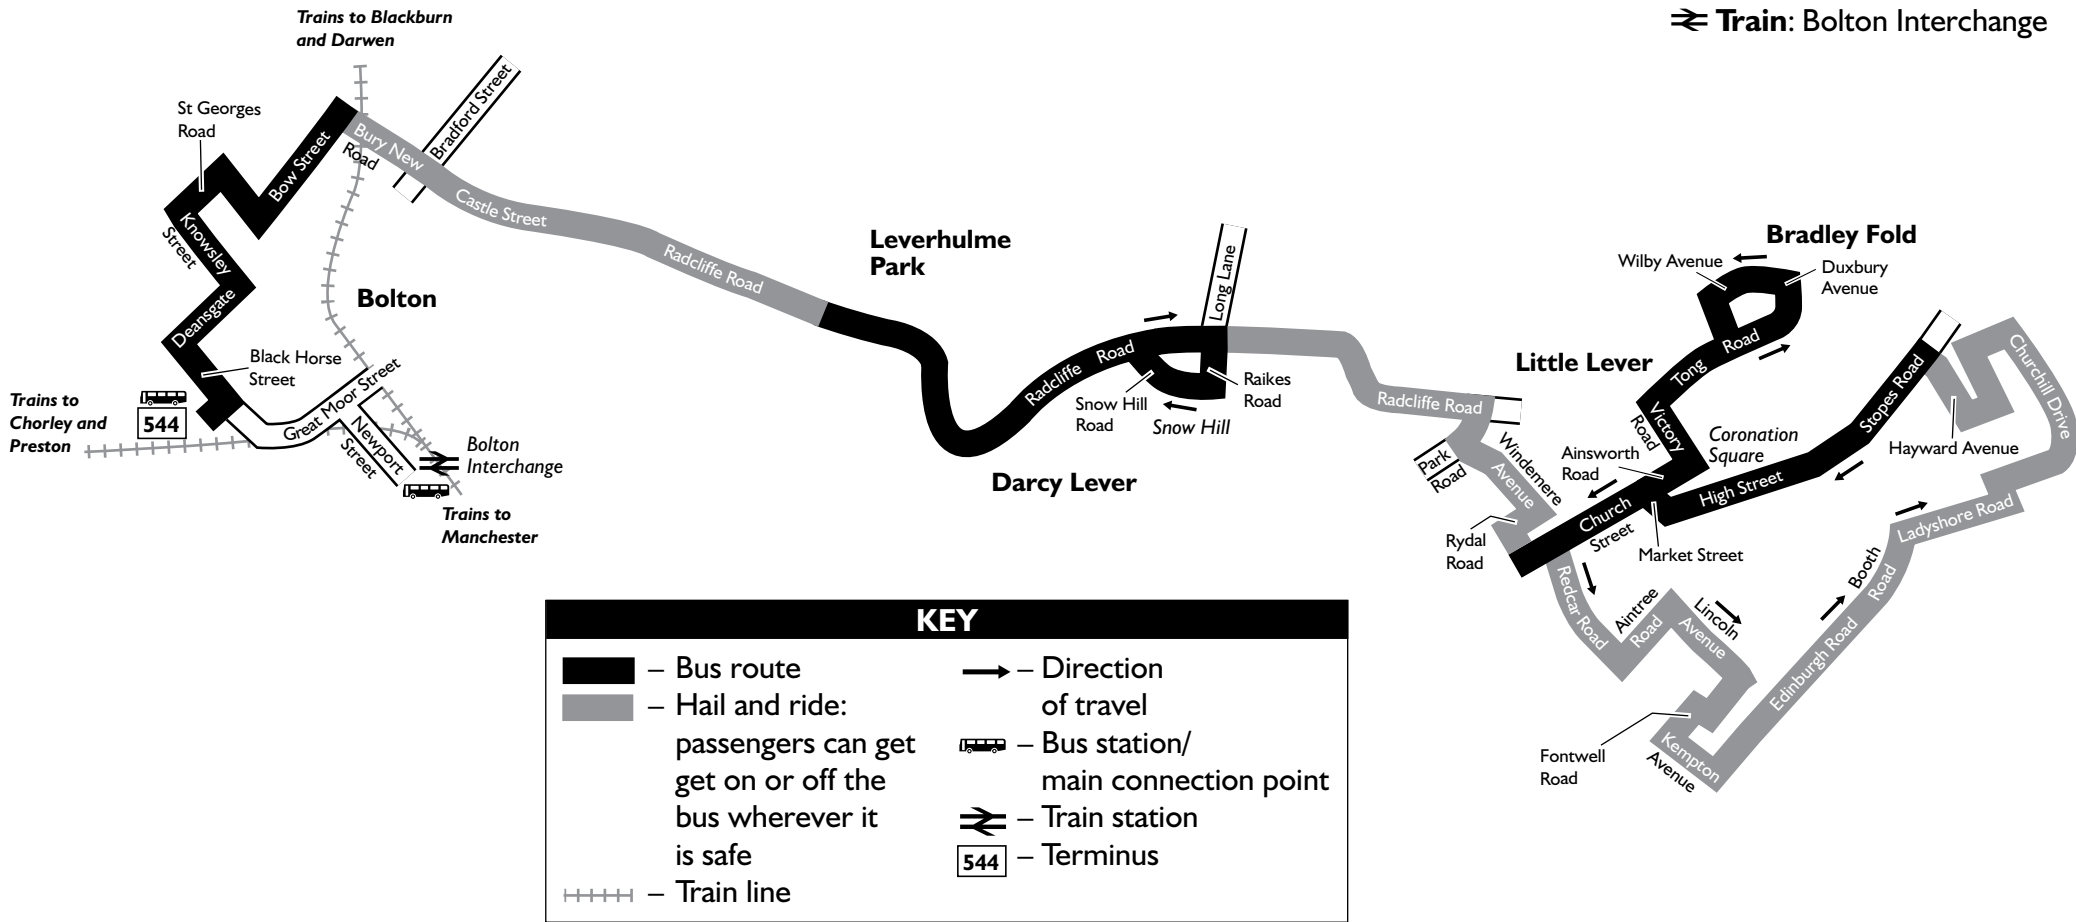 Trains to Blackburn
and Darwen
Train: Bolton Interchange
St Georges
Road
Bow Street
Bury New
Road
Bradford Street
Castle Street
Knowsley
Street
Radcliffe Road
Leverhulme
Park
Bolton
Deansgate
Black Horse
Street
Great Moor Street
Trains to
Chorley and
Preston
544
Newport
Street
Bolton
Interchange
Trains to
Manchester
Long Lane
Radcliffe
Road
Snow Hill
Road
Snow Hill
Raikes
Road
Darcy Lever
Radcliffe Road
Little Lever
Bradley Fold
Wilby Avenue
Duxbury
Avenue
Tong
Road
Victory
Road
Stopes Road
Churchill Drive
Hayward Avenue
Coronation
Square
Ainsworth
Road
High Street
Park
Road
Windemere
Avenue
Church
Street
Market Street
Rydal
Road
Ladyshore Road
Redcar Road
Aintree
Road
Lincoln
Avenue
Booth
Road
Edinburgh Road
Fontwell
Road
Kempton
Avenue
KEY
– Bus route
– Hail and ride:
passengers can get
get on or off the
bus wherever it
is safe
– Train line
– Direction
of travel
– Bus station/
main connection point
– Train station
544 – Terminus